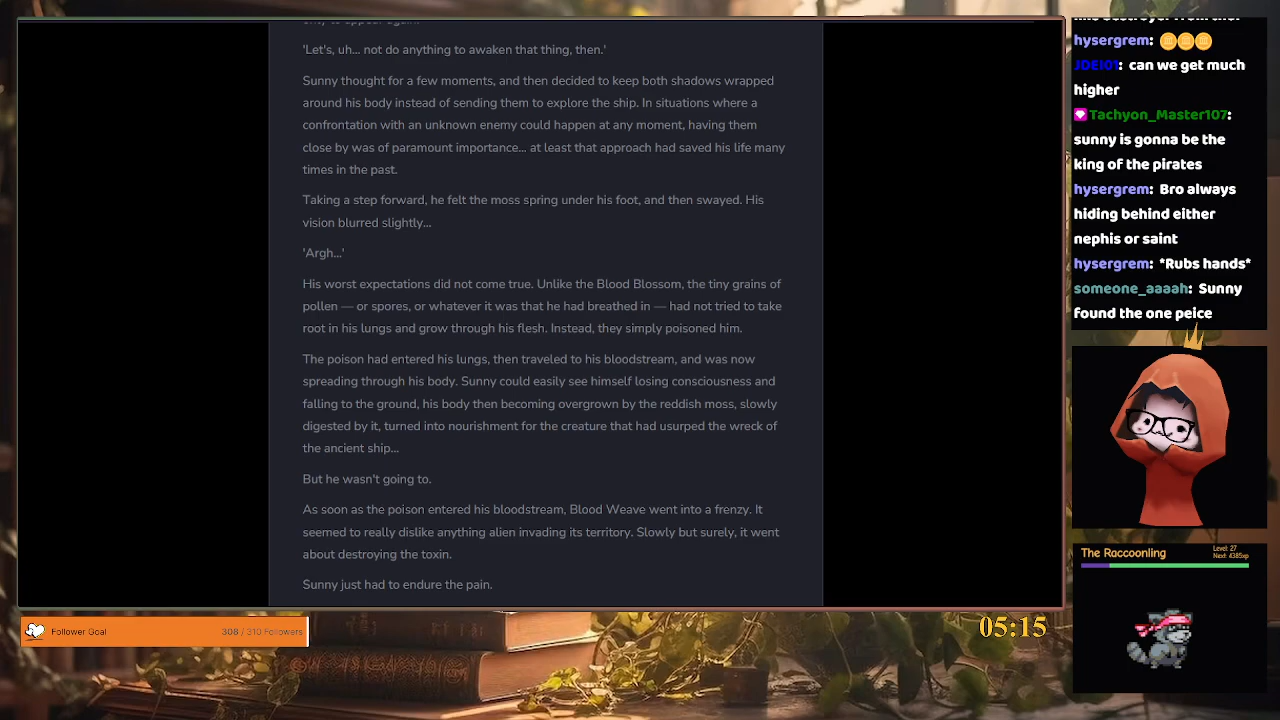 'Let's, uh... not do anything to awaken that thing, then.'
Sunny thought for a few moments, and then decided to keep both shadows wrapped
around his body instead of sending them to explore the ship. In situations where a
confrontation with an unknown enemy could happen at any moment, having them
close by was of paramount importance... at least that approach had saved his life many
times in the past.
Taking a step forward, he felt the moss spring under his foot, and then swayed. His
vision blurred slightly...
'Argh...'
His worst expectations did not come true. Unlike the Blood Blossom, the tiny grains of
pollen — or spores, or whatever it was that he had breathed in — had not tried to take
root in his lungs and grow through his flesh. Instead, they simply poisoned him.
The poison had entered his lungs, then traveled to his bloodstream, and was now
spreading through his body. Sunny could easily see himself losing consciousness and
falling to the ground, his body then becoming overgrown by the reddish moss, slowly
digested by it, turned into nourishment for the creature that had usurped the wreck of
the ancient ship...
But he wasn't going to.
As soon as the poison entered his bloodstream, Blood Weave went into a frenzy. It
seemed to really dislike anything alien invading its territory. Slowly but surely, it went
about destroying the toxin.
Sunny just had to endure the pain.
hysergrem:
JDEI01: can we get much
higher
Tachyon_Master107:
sunny is gonna be the
king of the pirates
hysergrem: Bro always
hiding behind either
nephis or saint
hysergrem: *Rubs hands*
someone_aaaah: Sunny
found the one peice
The Raccoonling
Level: 27
Next: 4385xp
Follower Goal
306 / 310 Followers
05:15